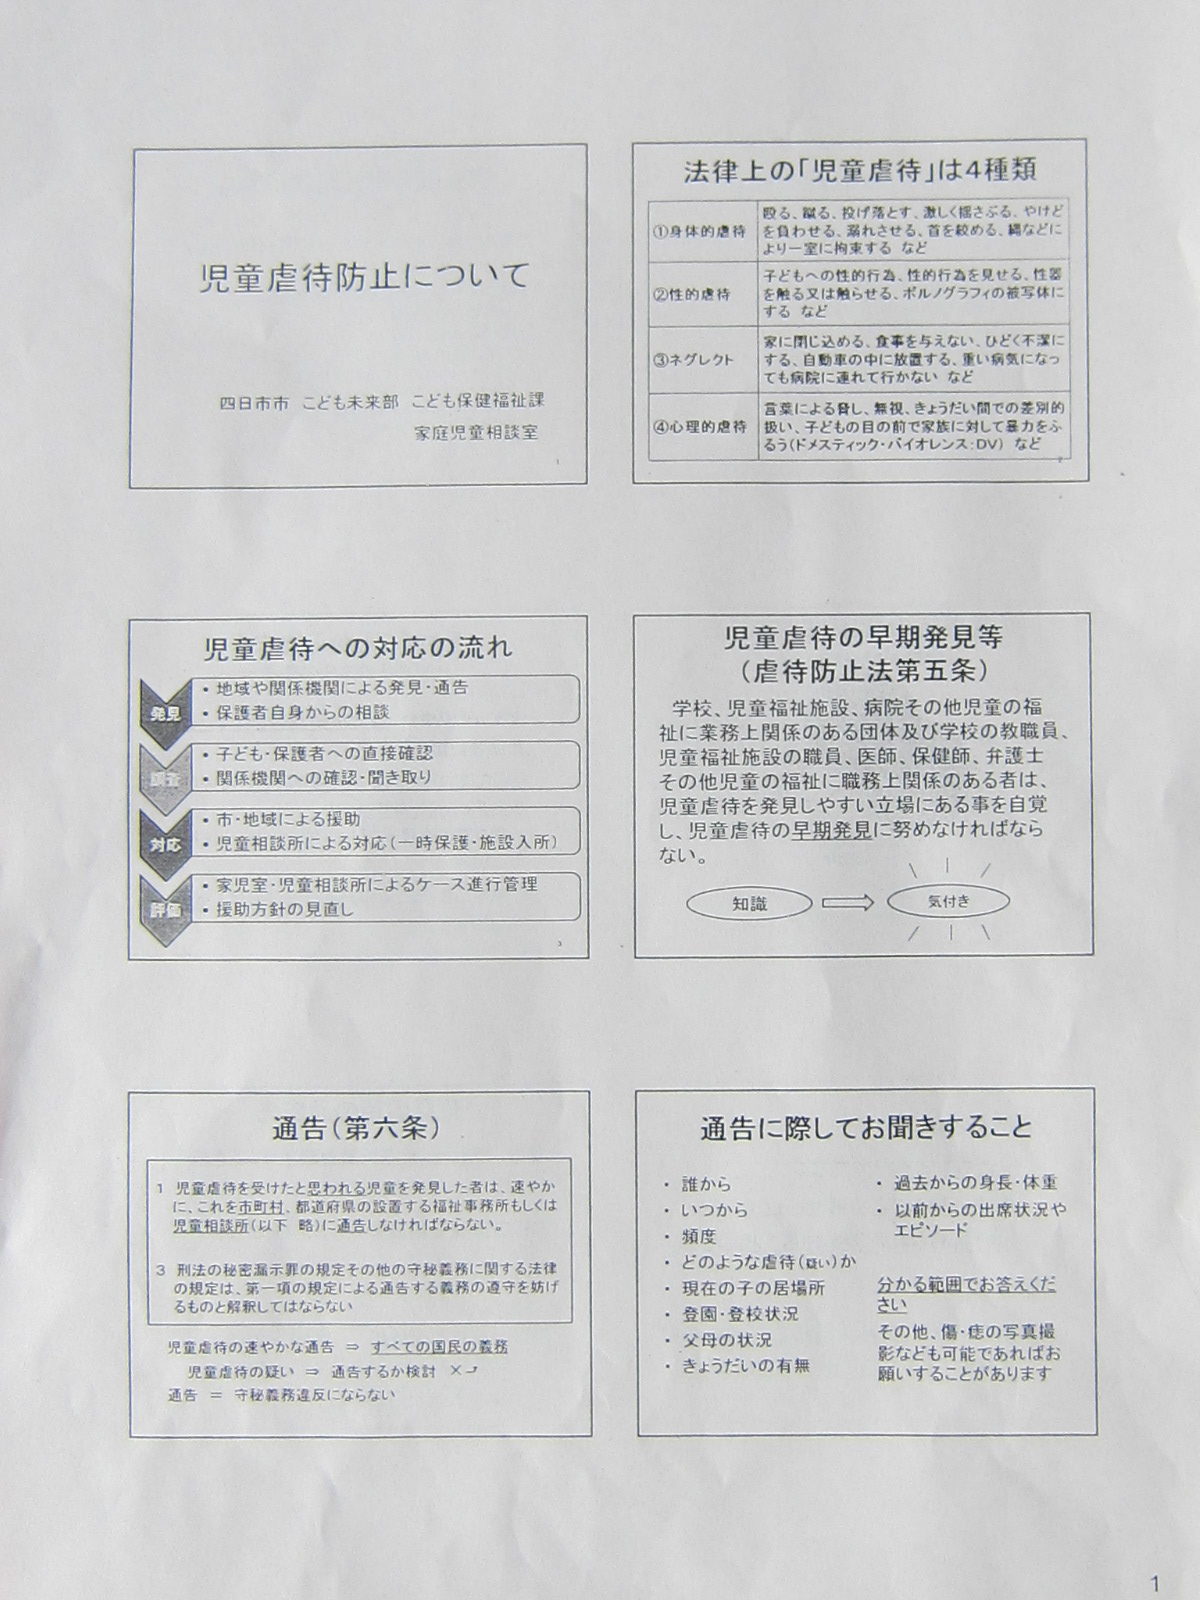 児童虐待防止について
四日市市 こども未来部 こども保健福祉課
家庭児童相談室
1
法律上の「児童虐待」は4種類
①身体的虐待
殴る、蹴る、投げ落とす、激しく揺さぶる、やけど
を負わせる、溺れさせる、首を絞める、縄などに
より一室に拘束する など
②性的虐待
子どもへの性的行為、性的行為を見せる、性器
を触る又は触らせる、ポルノグラフィの被写体に
する など
③ネグレクト
家に閉じ込める、食事を与えない、ひどく不潔に
する、自動車の中に放置する、重い病気になっ
ても病院に連れて行かない など
④心理的虐待
言葉による脅し、無視、きょうだい間での差別的
扱い、子どもの目の前で家族に対して暴力をふ
るう(ドメスティック・バイオレンス:DV) など
2
児童虐待への対応の流れ
発見
・地域や関係機関による発見・通告
・保護者自身からの相談
調査
・子ども・保護者への直接確認
・関係機関への確認・聞き取り
対応
・市・地域による援助
・児童相談所による対応(一時保護・施設入所)
評価
・家児室・児童相談所によるケース進行管理
・援助方針の見直し
3
児童虐待の早期発見等
(虐待防止法第五条)
学校、児童福祉施設、病院その他児童の福
祉に業務上関係のある団体及び学校の教職員、
児童福祉施設の職員、医師、保健師、弁護士
その他児童の福祉に職務上関係のある者は、
児童虐待を発見しやすい立場にある事を自覚
し、児童虐待の早期発見に努めなければなら
ない。
知識
気付き
通告(第六条)
1 児童虐待を受けたと思われる児童を発見した者は、速やか
に、これを市町村、都道府県の設置する福祉事務所もしくは
児童相談所(以下 略)に通告しなければならない。
3 刑法の秘密漏示罪の規定その他の守秘義務に関する法律
の規定は、第一項の規定による通告する義務の遵守を妨げ
るものと解釈してはならない
児童虐待の速やかな通告 ⇒ すべての国民の義務
児童虐待の疑い ⇒ 通告するか検討 ×
通告 = 守秘義務違反にならない
通告に際してお聞きすること
・ 誰から
・ いつから
・ 頻度
・ どのような虐待(疑い)か
・ 現在の子の居場所
・ 登園・登校状況
・ 父母の状況
・ きょうだいの有無
・ 過去からの身長・体重
・ 以前からの出席状況や
エピソード
分かる範囲でお答えくだ
さい
その他、傷・痣の写真撮
影なども可能であればお
願いすることがあります
1